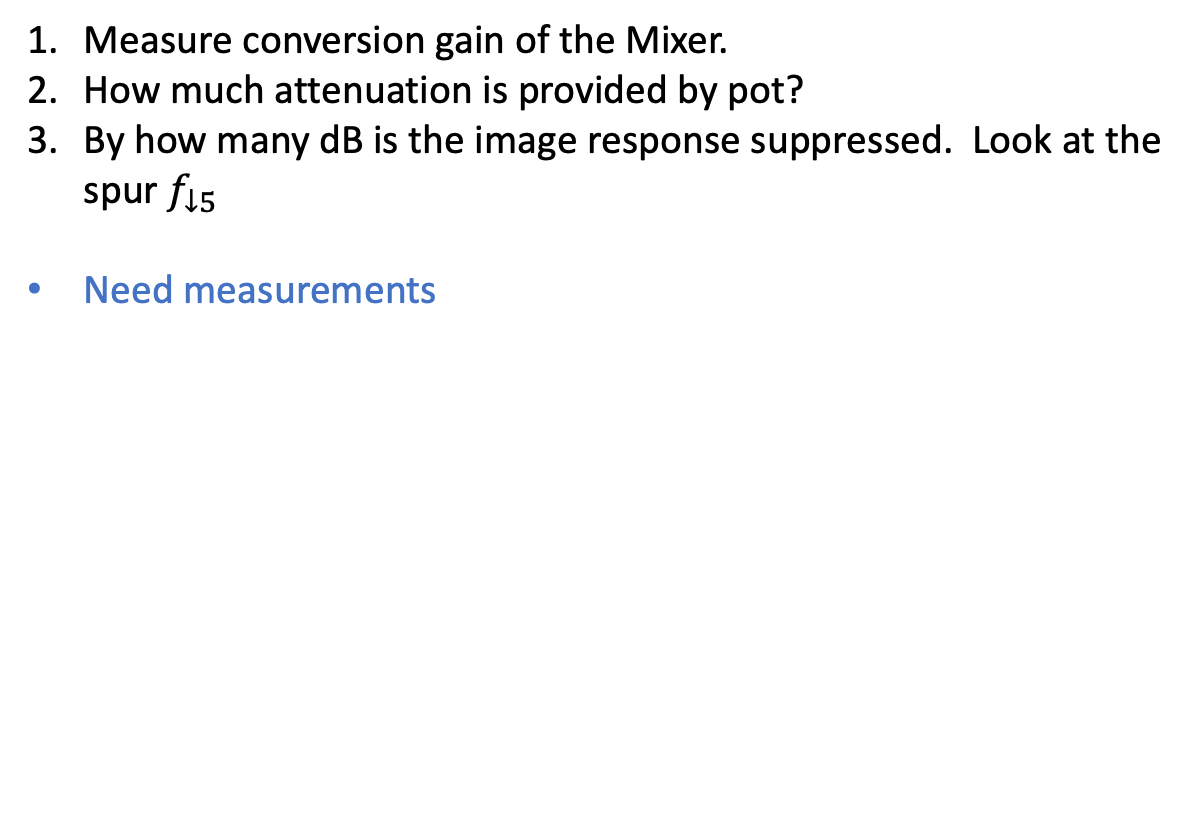 1. Measure conversion gain of the Mixer.
2. How much attenuation is provided by pot?
3. By how many dB is the image response suppressed.  Look at the
spur f↓5
• Need measurements